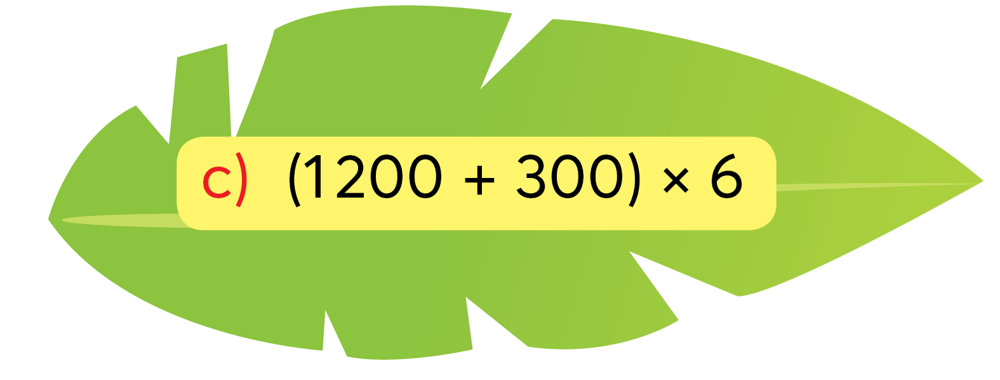 c) (1200 + 300) × 6